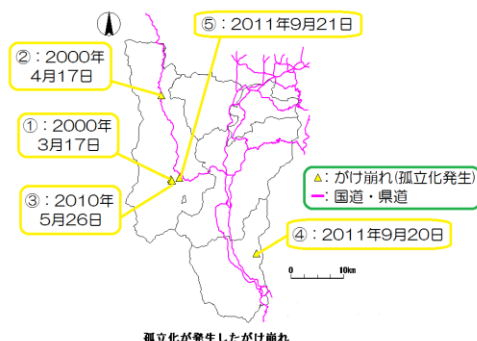 ⑤：2011年9月21日
②：2000年
4月17日
①：2000年
3月17日
③：2010年
5月26日
▲：がけ崩れ(孤立化発生)
━：国道・県道
④：2011年9月20日
0 10km
孤立化が発生したがけ崩れ